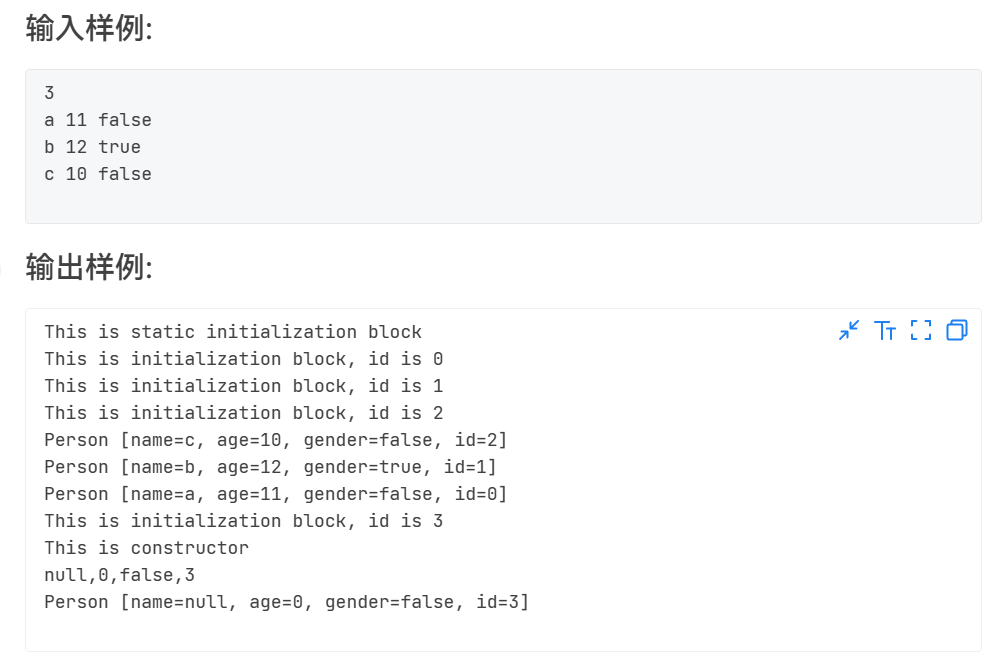 输入样例:
3
a 11 false
b 12 true
c 10 false
输出样例:
This is static initialization block
This is initialization block, id is 0
This is initialization block, id is 1
This is initialization block, id is 2
Person [name=c, age=10, gender=false, id=2]
Person [name=b, age=12, gender=true, id=1]
Person [name=a, age=11, gender=false, id=0]
This is initialization block, id is 3
This is constructor
null,0,false,3
Person [name=null, age=0, gender=false, id=3]